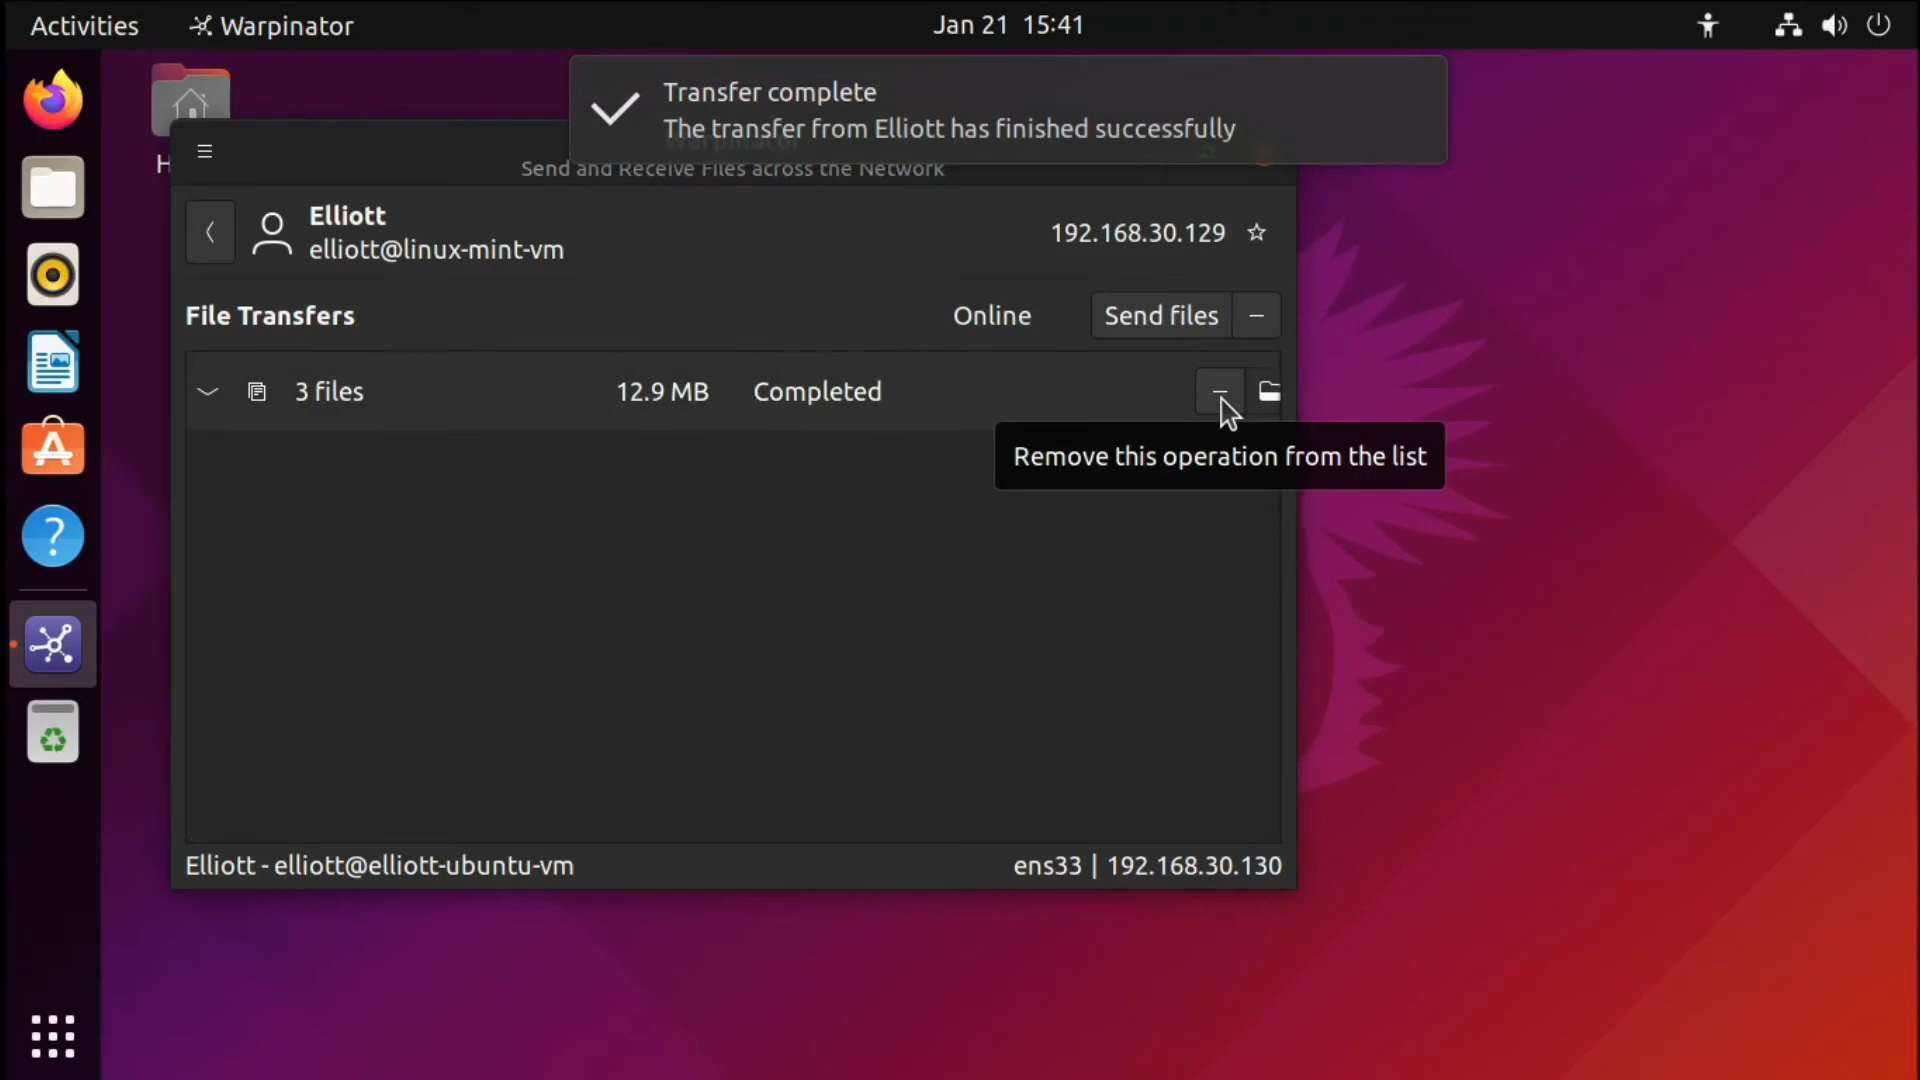 Activities
Warpinator
Jan 21 15:41
Transfer complete
The transfer from Elliott has finished successfully
H
Warpinator
Send and Receive Files across the Network
Elliott
elliott@linux-mint-vm
192.168.30.129
File Transfers
Online
Send files
3 files
12.9 MB
Completed
Remove this operation from the list
Elliott - elliott@elliott-ubuntu-vm
ens33 | 192.168.30.130